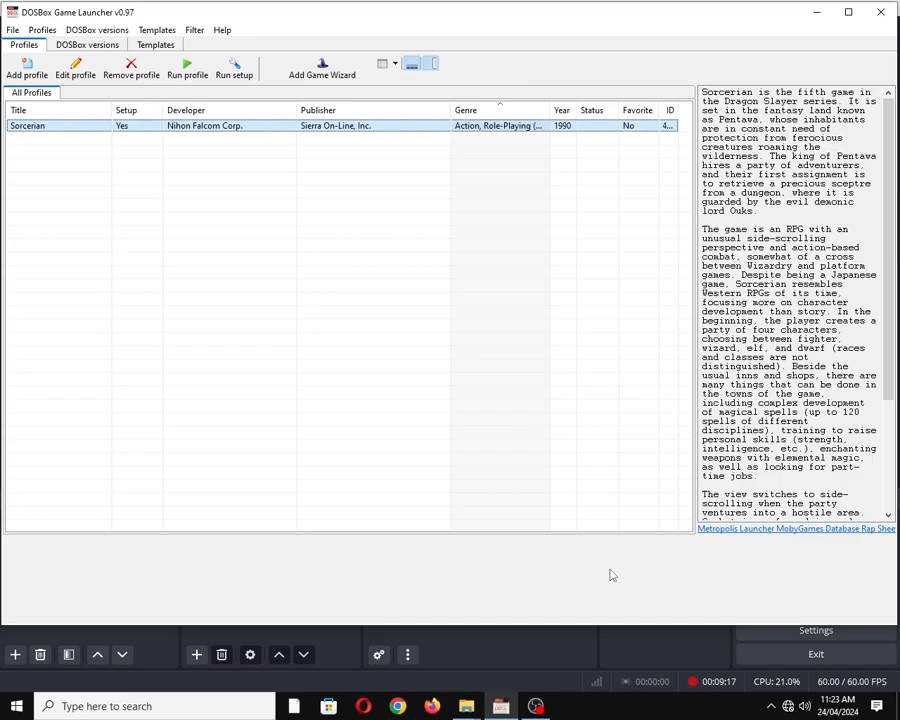 DOSBox Game Launcher v0.97
File Profiles DOSBox versions Templates Filter Help
Profiles DOSBox versions Templates
Add profile Edit profile Remove profile Run profile Run setup Add Game Wizard
All Profiles
Title Setup Developer Publisher Genre Year Status Favorite ID
Sorcerian Yes Nihon Falcom Corp. Sierra On-Line, Inc. Action, Role-Playing (... 1990 No 4...
Sorcerian is the fifth game in
the Dragon Slayer series. It is
set in the fantasy land known
as Pentawa, whose inhabitants
are in constant need of
protection from ferocious
creatures roaming the
wilderness. The king of Pentawa
hires a party of adventurers,
and their first assignment is
to retrieve a precious sceptre
from a dungeon, where it is
guarded by the evil demonic
lord Ouks.
The game is an RPG with an
unusual side-scrolling
perspective and action-based
combat, somewhat of a cross
between Wizardry and platform
games. Despite being a Japanese
game, Sorcerian resembles
Western RPGs of its time,
focusing more on character
development than story. In the
beginning, the player creates a
party of four characters,
choosing between fighter,
wizard, elf, and dwarf (races
and classes are not
distinguished). Beside the
usual inns and shops, there are
many things that can be done in
the towns of the game,
including complex development
of magical spells (up to 120
spells of different
disciplines), training to raise
personal skills (strength,
intelligence, etc.), enchanting
weapons with elemental magic,
as well as looking for part-
time jobs.
The view switches to side-
scrolling when the party
ventures into a hostile area.
Metropolis Launcher MobyGames Database Rap Shee
Settings
Exit
00:00:00 00:09:17 CPU: 21.0% 60.00 / 60.00 FPS
Type here to search
11:23 AM
24/04/2024